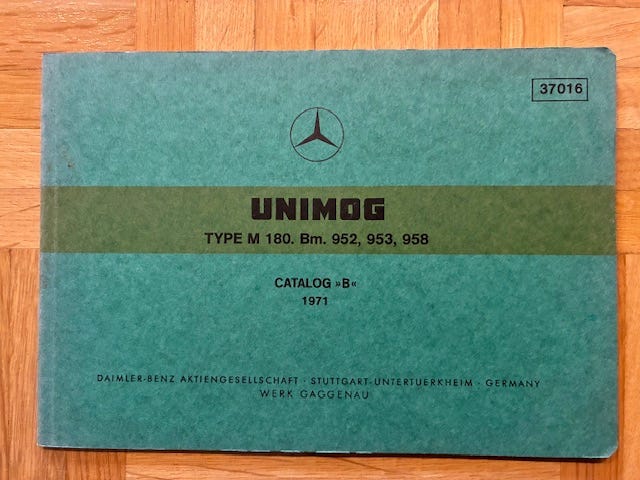 37016
UNIMOG
TYPE M 180. Bm. 952, 953, 958
CATALOG »B«
1971
DAIMLER-BENZ AKTIENGESELLSCHAFT · STUTTGART-UNTERTUERKHEIM · GERMANY
WERK GAGGENAU